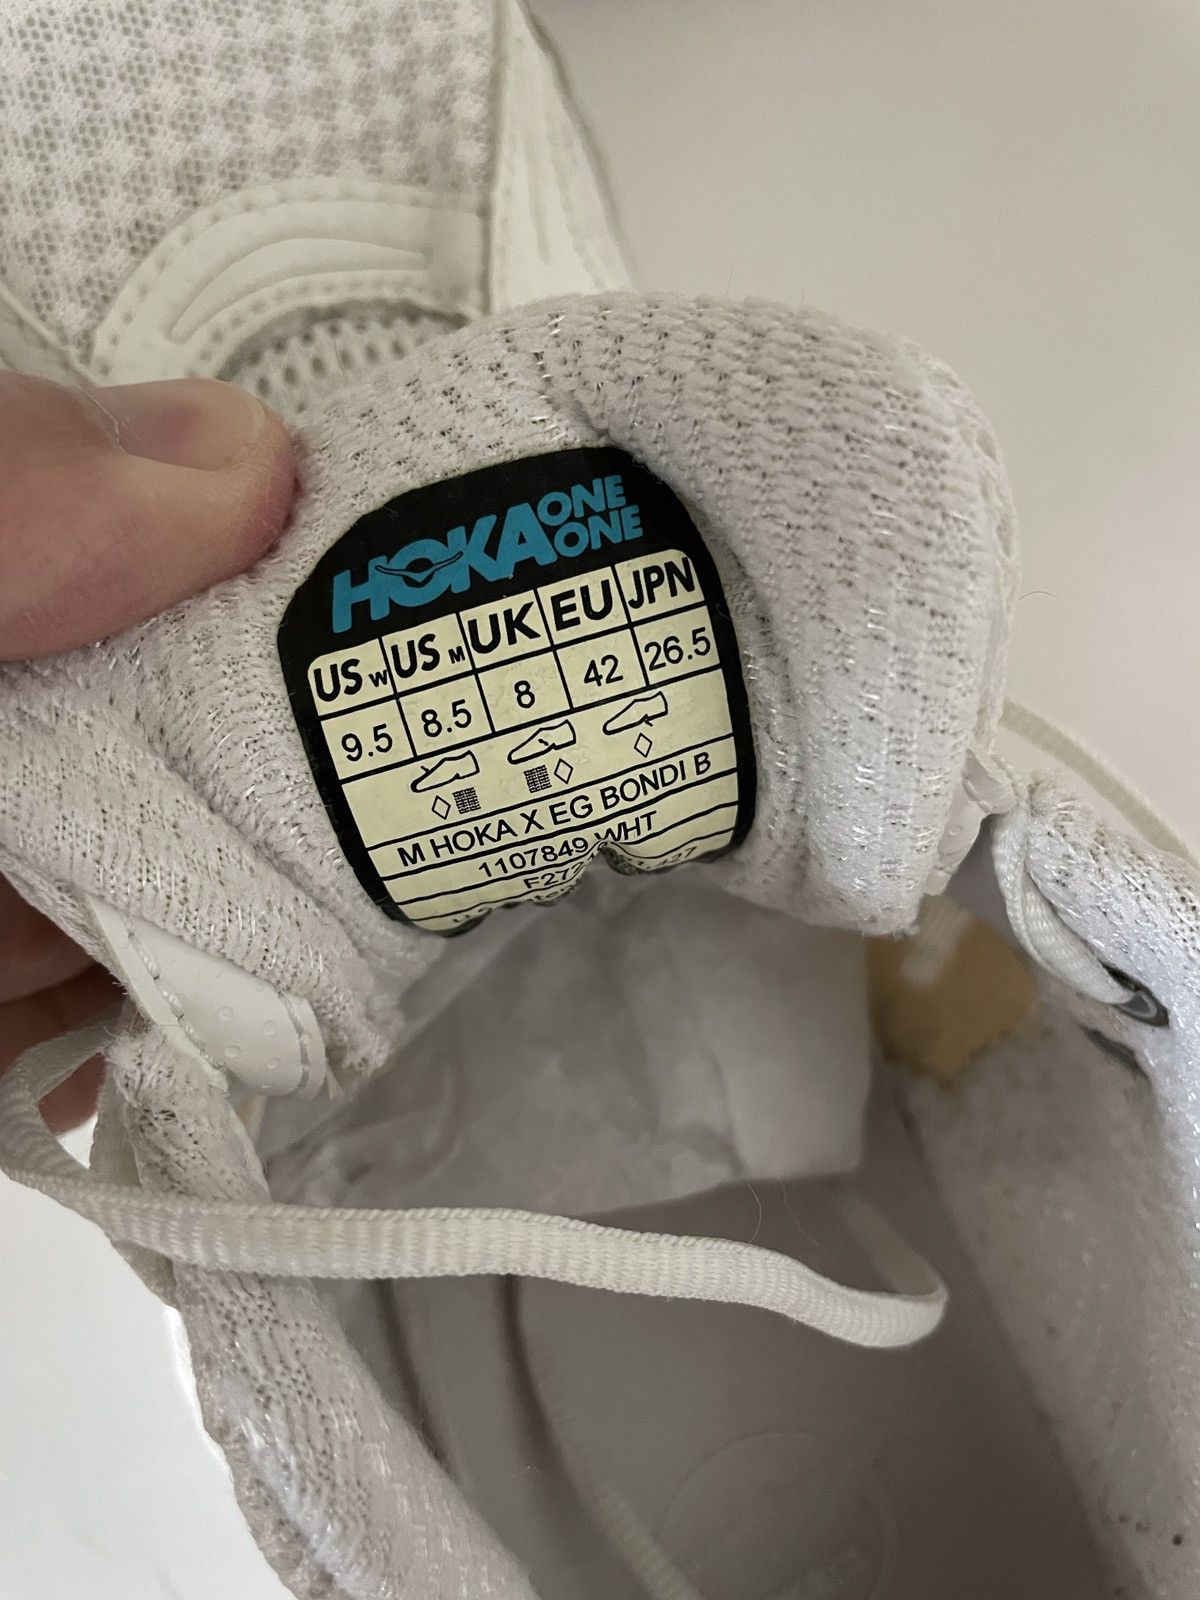 HOKA ONE ONE
US W US M UK EU JPN
9.5 8.5 8 42 26.5
M HOKA X EG BONDI B
1107849 WHT